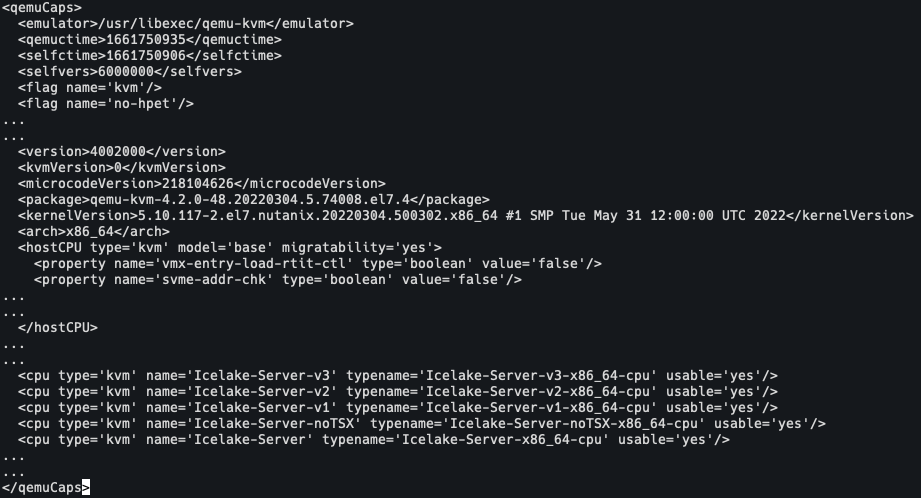 <qemuCaps>
  <emulator>/usr/libexec/qemu-kvm</emulator>
  <qemuctime>1661750935</qemuctime>
  <selfctime>1661750906</selfctime>
  <selfvers>6000000</selfvers>
  <flag name='kvm'/>
  <flag name='no-hpet'/>
...
...
  <version>4002000</version>
  <kvmVersion>0</kvmVersion>
  <microcodeVersion>218104626</microcodeVersion>
  <package>qemu-kvm-4.2.0-48.20220304.5.74008.el7.4</package>
  <kernelVersion>5.10.117-2.el7.nutanix.20220304.500302.x86_64 #1 SMP Tue May 31 12:00:00 UTC 2022</kernelVersion>
  <arch>x86_64</arch>
  <hostCPU type='kvm' model='base' migratability='yes'>
    <property name='vmx-entry-load-rtit-ctl' type='boolean' value='false'/>
    <property name='svme-addr-chk' type='boolean' value='false'/>
...
...
  </hostCPU>
...
...
  <cpu type='kvm' name='Icelake-Server-v3' typename='Icelake-Server-v3-x86_64-cpu' usable='yes'/>
  <cpu type='kvm' name='Icelake-Server-v2' typename='Icelake-Server-v2-x86_64-cpu' usable='yes'/>
  <cpu type='kvm' name='Icelake-Server-v1' typename='Icelake-Server-v1-x86_64-cpu' usable='yes'/>
  <cpu type='kvm' name='Icelake-Server-noTSX' typename='Icelake-Server-noTSX-x86_64-cpu' usable='yes'/>
  <cpu type='kvm' name='Icelake-Server' typename='Icelake-Server-x86_64-cpu' usable='yes'/>
...
...
</qemuCaps>